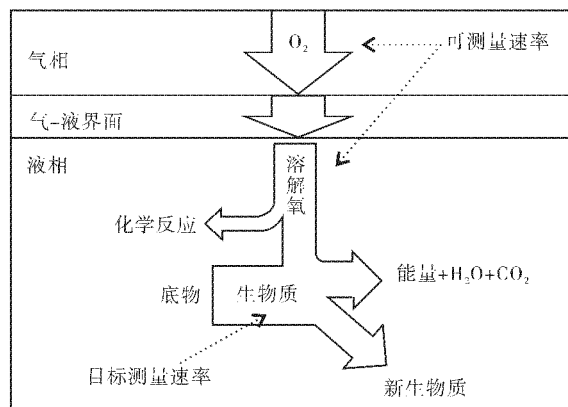 O₂
气相
可测量速率
气-液界面
液相
溶解氧
化学反应
底物
生物质
能量+H₂O+CO₂
目标测量速率
新生物质